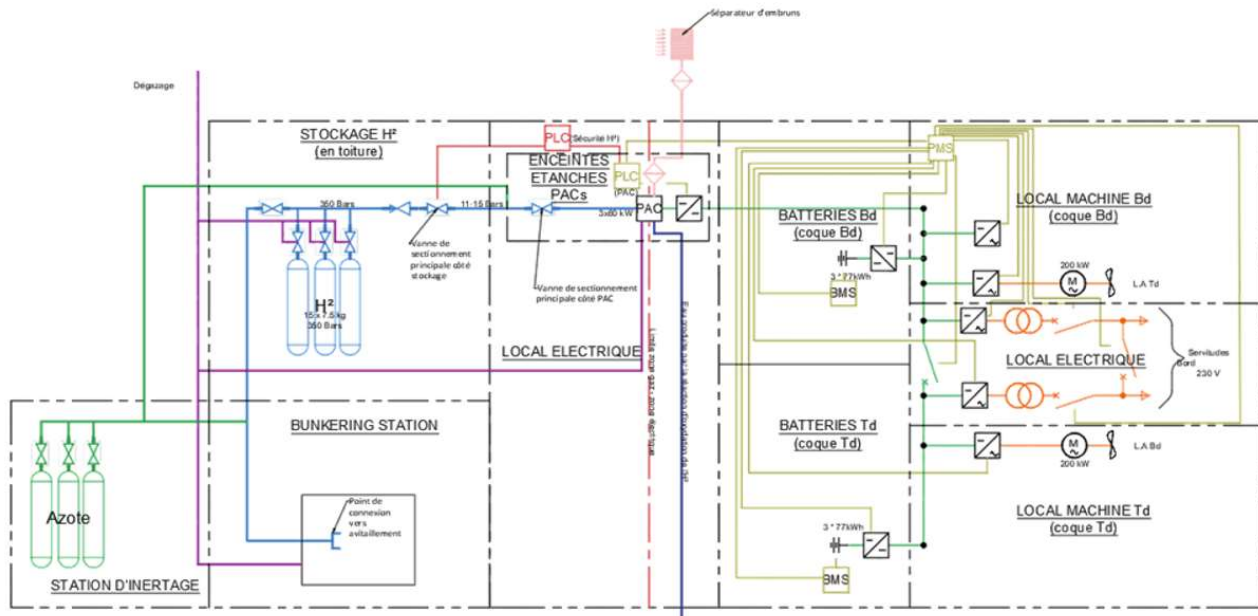 Séparateur d'embruns
Dégazage
STOCKAGE H²
(en toiture)
PLC
(Sécurité H²)
ENCEINTES
ETANCHES
PACs
PLC
(PAC)
PMS
350 Bars
11-15 Bars
3x60 kW
PAC
Vanne de
sectionnement
principale côté
stockage
Vanne de sectionnement
principale côté PAC
H²
15 x 7.5 kg
350 Bars
LOCAL ELECTRIQUE
BATTERIES Bd
(coque Bd)
3 * 77kWh
BMS
LOCAL MACHINE Bd
(coque Bd)
200 kW
M
L.A Td
LOCAL ELECTRIQUE
Servitudes
Bord
230 V
BUNKERING STATION
Point de
connexion
vers
avitaillement
Azote
STATION D'INERTAGE
BATTERIES Td
(coque Td)
3 * 77kWh
BMS
M
200 kW
L.A Bd
LOCAL MACHINE Td
(coque Td)